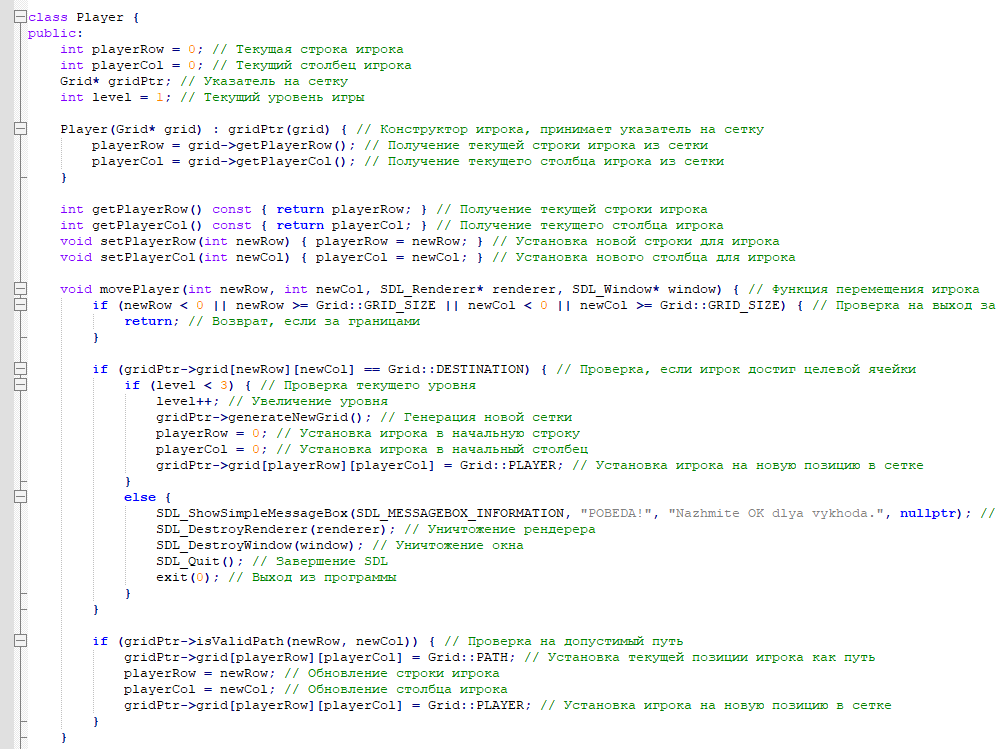 class Player {
public:
    int playerRow = 0; // Текущая строка игрока
    int playerCol = 0; // Текущий столбец игрока
    Grid* gridPtr; // Указатель на сетку
    int level = 1; // Текущий уровень игры

    Player(Grid* grid) : gridPtr(grid) { // Конструктор игрока, принимает указатель на сетку
        playerRow = grid->getPlayerRow(); // Получение текущей строки игрока из сетки
        playerCol = grid->getPlayerCol(); // Получение текущего столбца игрока из сетки
    }

    int getPlayerRow() const { return playerRow; } // Получение текущей строки игрока
    int getPlayerCol() const { return playerCol; } // Получение текущего столбца игрока
    void setPlayerRow(int newRow) { playerRow = newRow; } // Установка новой строки для игрока
    void setPlayerCol(int newCol) { playerCol = newCol; } // Установка нового столбца для игрока

    void movePlayer(int newRow, int newCol, SDL_Renderer* renderer, SDL_Window* window) { // Функция перемещения игрока
        if (newRow < 0 || newRow >= Grid::GRID_SIZE || newCol < 0 || newCol >= Grid::GRID_SIZE) { // Проверка на выход за
            return; // Возврат, если за границами
        }

        if (gridPtr->grid[newRow][newCol] == Grid::DESTINATION) { // Проверка, если игрок достиг целевой ячейки
            if (level < 3) { // Проверка текущего уровня
                level++; // Увеличение уровня
                gridPtr->generateNewGrid(); // Генерация новой сетки
                playerRow = 0; // Установка игрока в начальную строку
                playerCol = 0; // Установка игрока в начальный столбец
                gridPtr->grid[playerRow][playerCol] = Grid::PLAYER; // Установка игрока на новую позицию в сетке
            }
            else {
                SDL_ShowSimpleMessageBox(SDL_MESSAGEBOX_INFORMATION, "POBEDA!", "Nazhmite OK dlya vykhoda.", nullptr); //
                SDL_DestroyRenderer(renderer); // Уничтожение рендерера
                SDL_DestroyWindow(window); // Уничтожение окна
                SDL_Quit(); // Завершение SDL
                exit(0); // Выход из программы
            }
        }

        if (gridPtr->isValidPath(newRow, newCol)) { // Проверка на допустимый путь
            gridPtr->grid[playerRow][playerCol] = Grid::PATH; // Установка текущей позиции игрока как путь
            playerRow = newRow; // Обновление строки игрока
            playerCol = newCol; // Обновление столбца игрока
            gridPtr->grid[playerRow][playerCol] = Grid::PLAYER; // Установка игрока на новую позицию в сетке
        }
    }